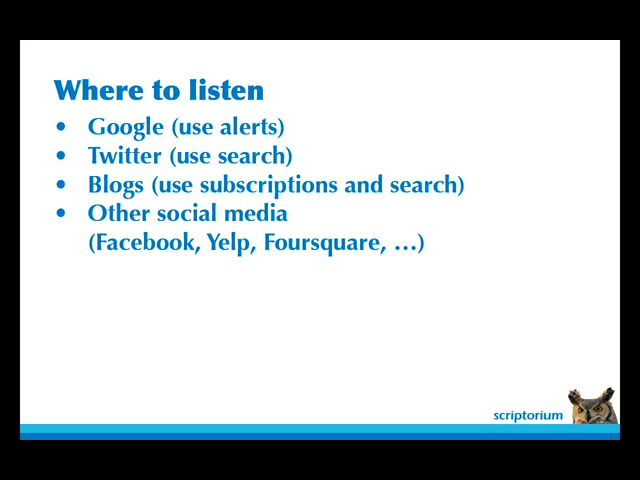 Where to listen
• Google (use alerts)
• Twitter (use search)
• Blogs (use subscriptions and search)
• Other social media
(Facebook, Yelp, Foursquare, …)
scriptorium